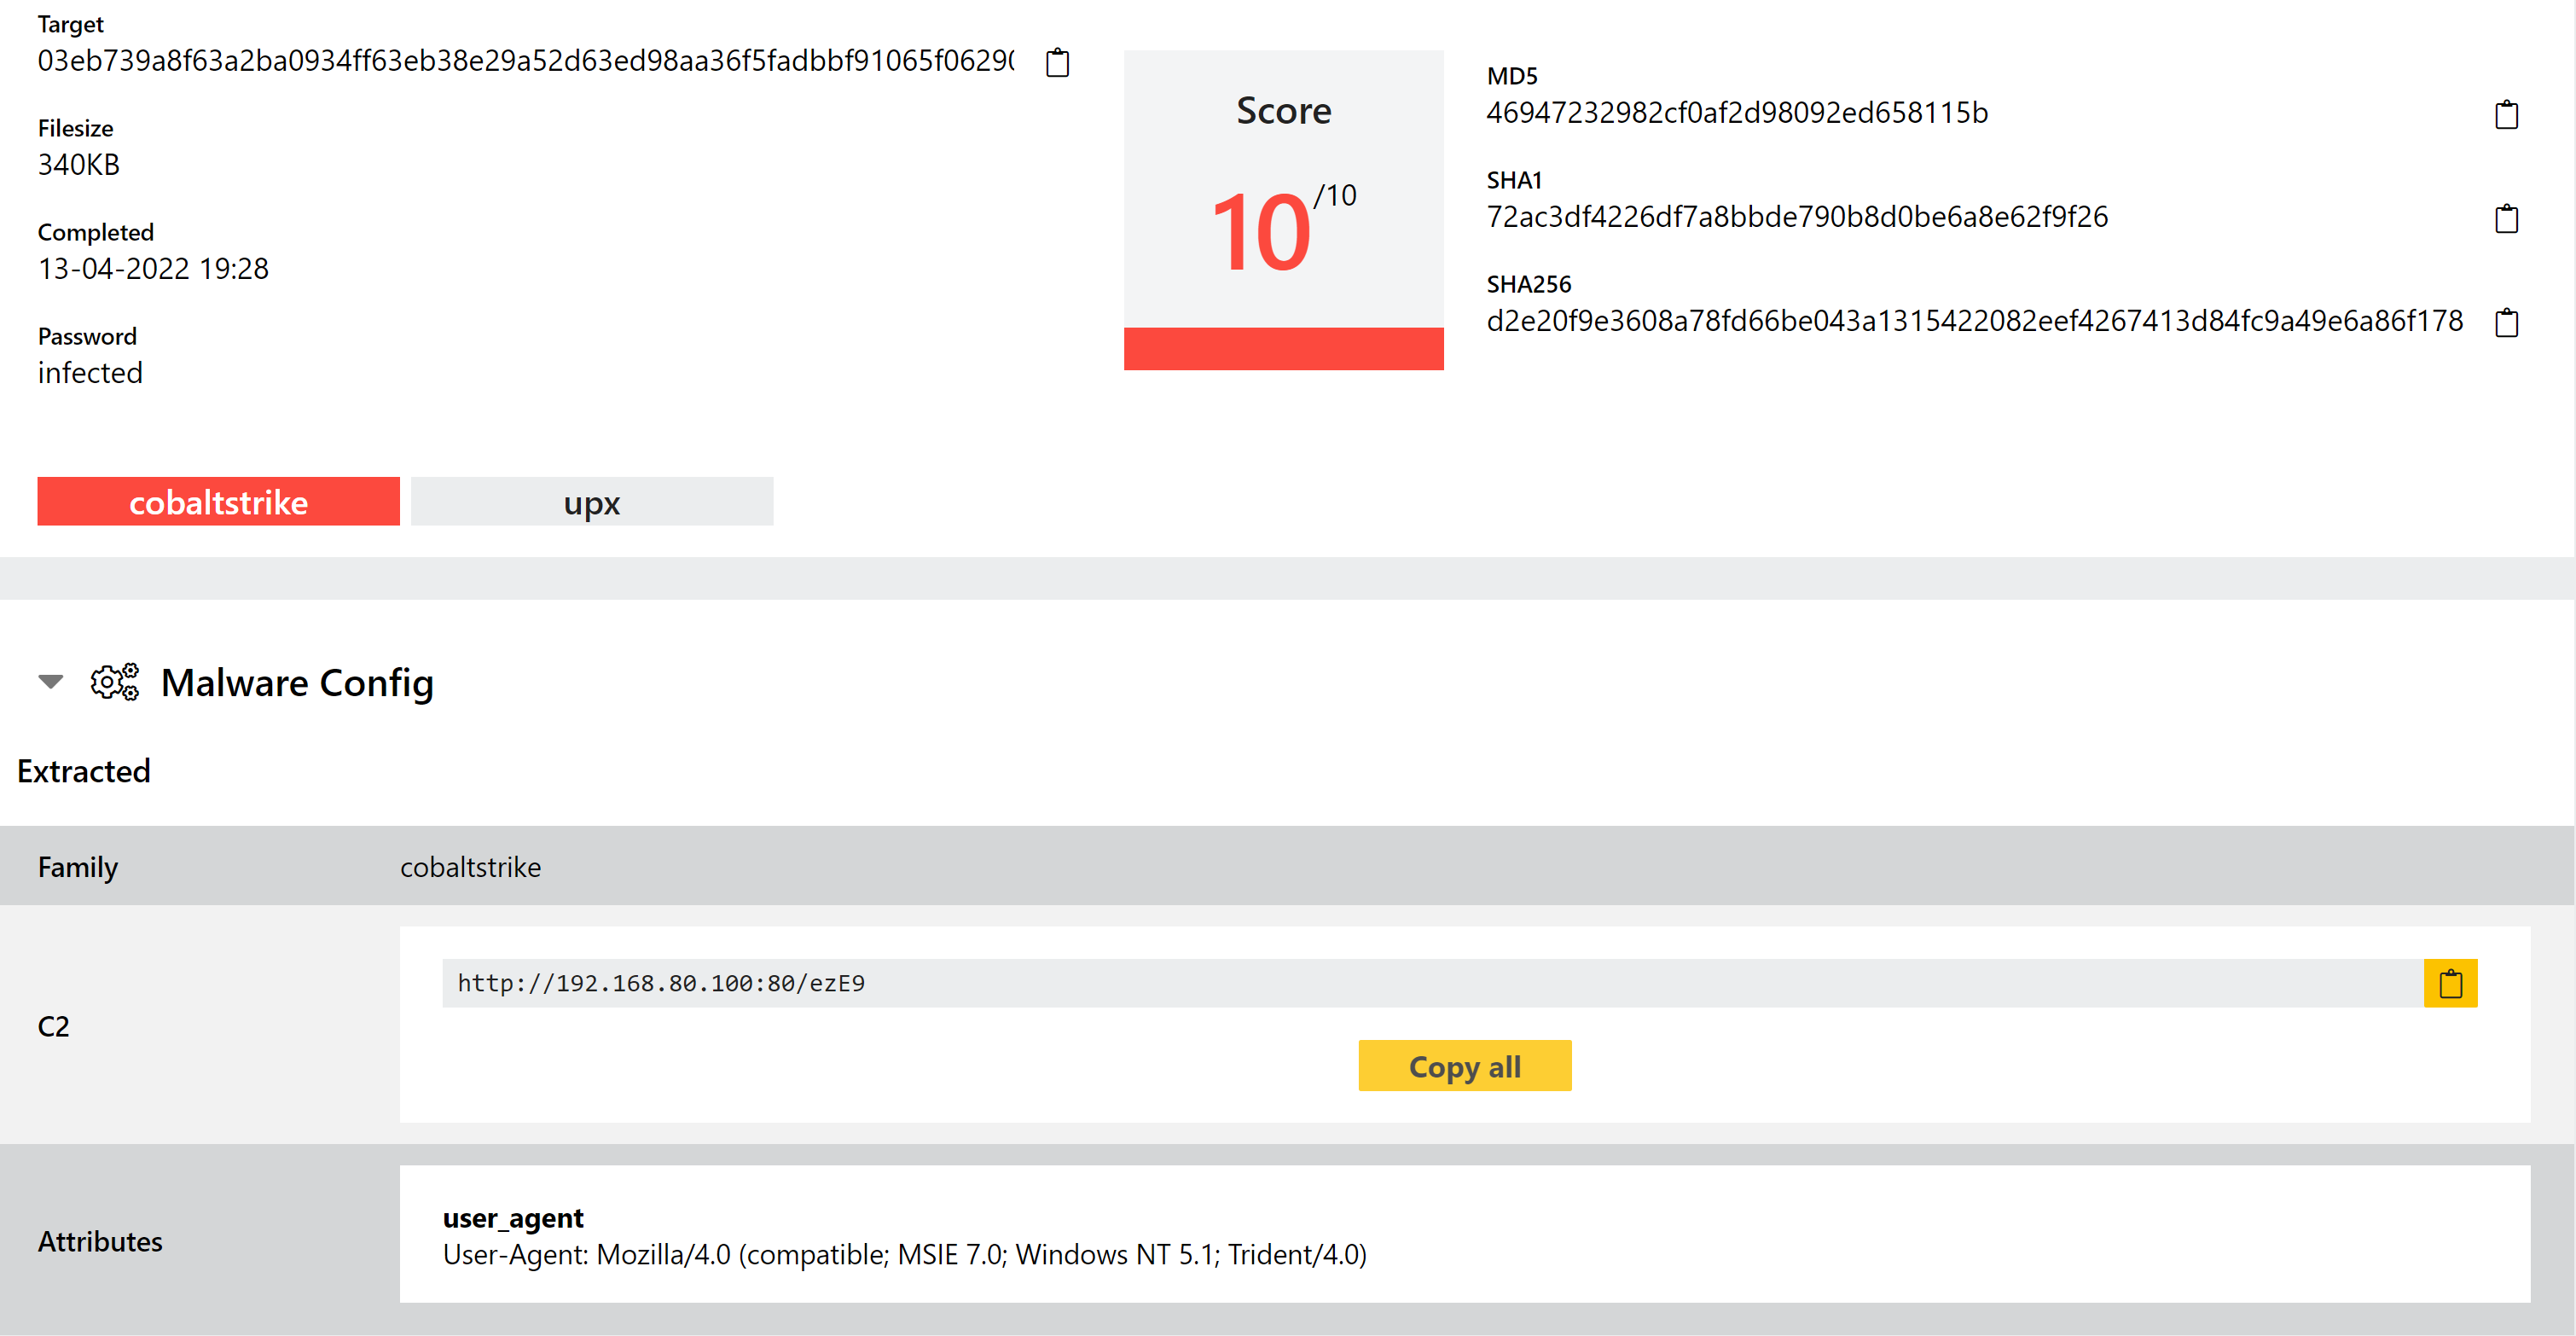 Target
03eb739a8f63a2ba0934ff63eb38e29a52d63ed98aa36f5fadbbf91065f06290
Filesize
340KB
Completed
13-04-2022 19:28
Password
infected
Score
10/10
MD5
46947232982cf0af2d98092ed658115b
SHA1
72ac3df4226df7a8bbde790b8d0be6a8e62f9f26
SHA256
d2e20f9e3608a78fd66be043a1315422082eef4267413d84fc9a49e6a86f178
cobaltstrike upx
Malware Config
Extracted
Family cobaltstrike
C2
http://192.168.80.100:80/ezE9
Copy all
Attributes
user_agent
User-Agent: Mozilla/4.0 (compatible; MSIE 7.0; Windows NT 5.1; Trident/4.0)